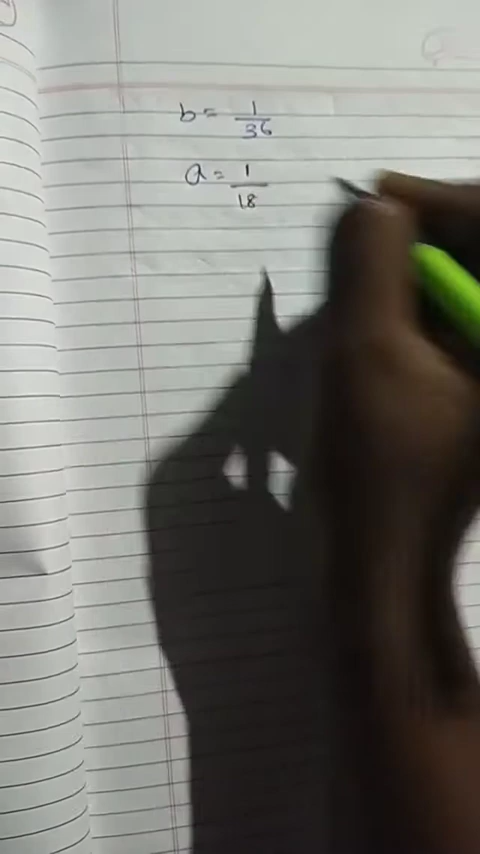 b = 1/36
a = 1/18